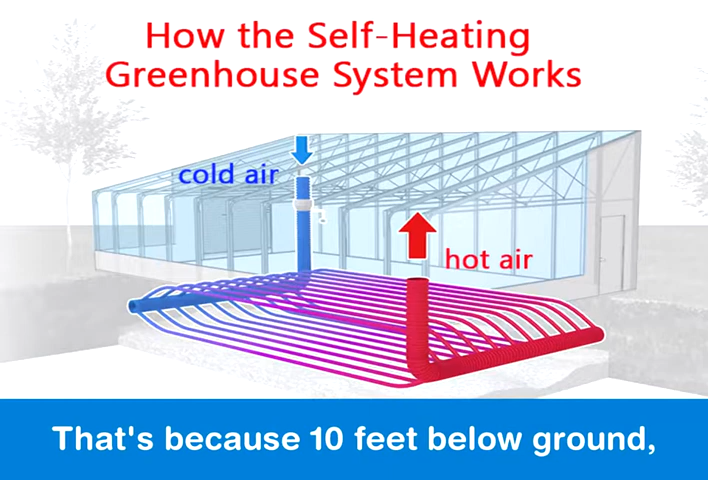 How the Self-Heating
Greenhouse System Works
cold air
hot air
That's because 10 feet below ground,